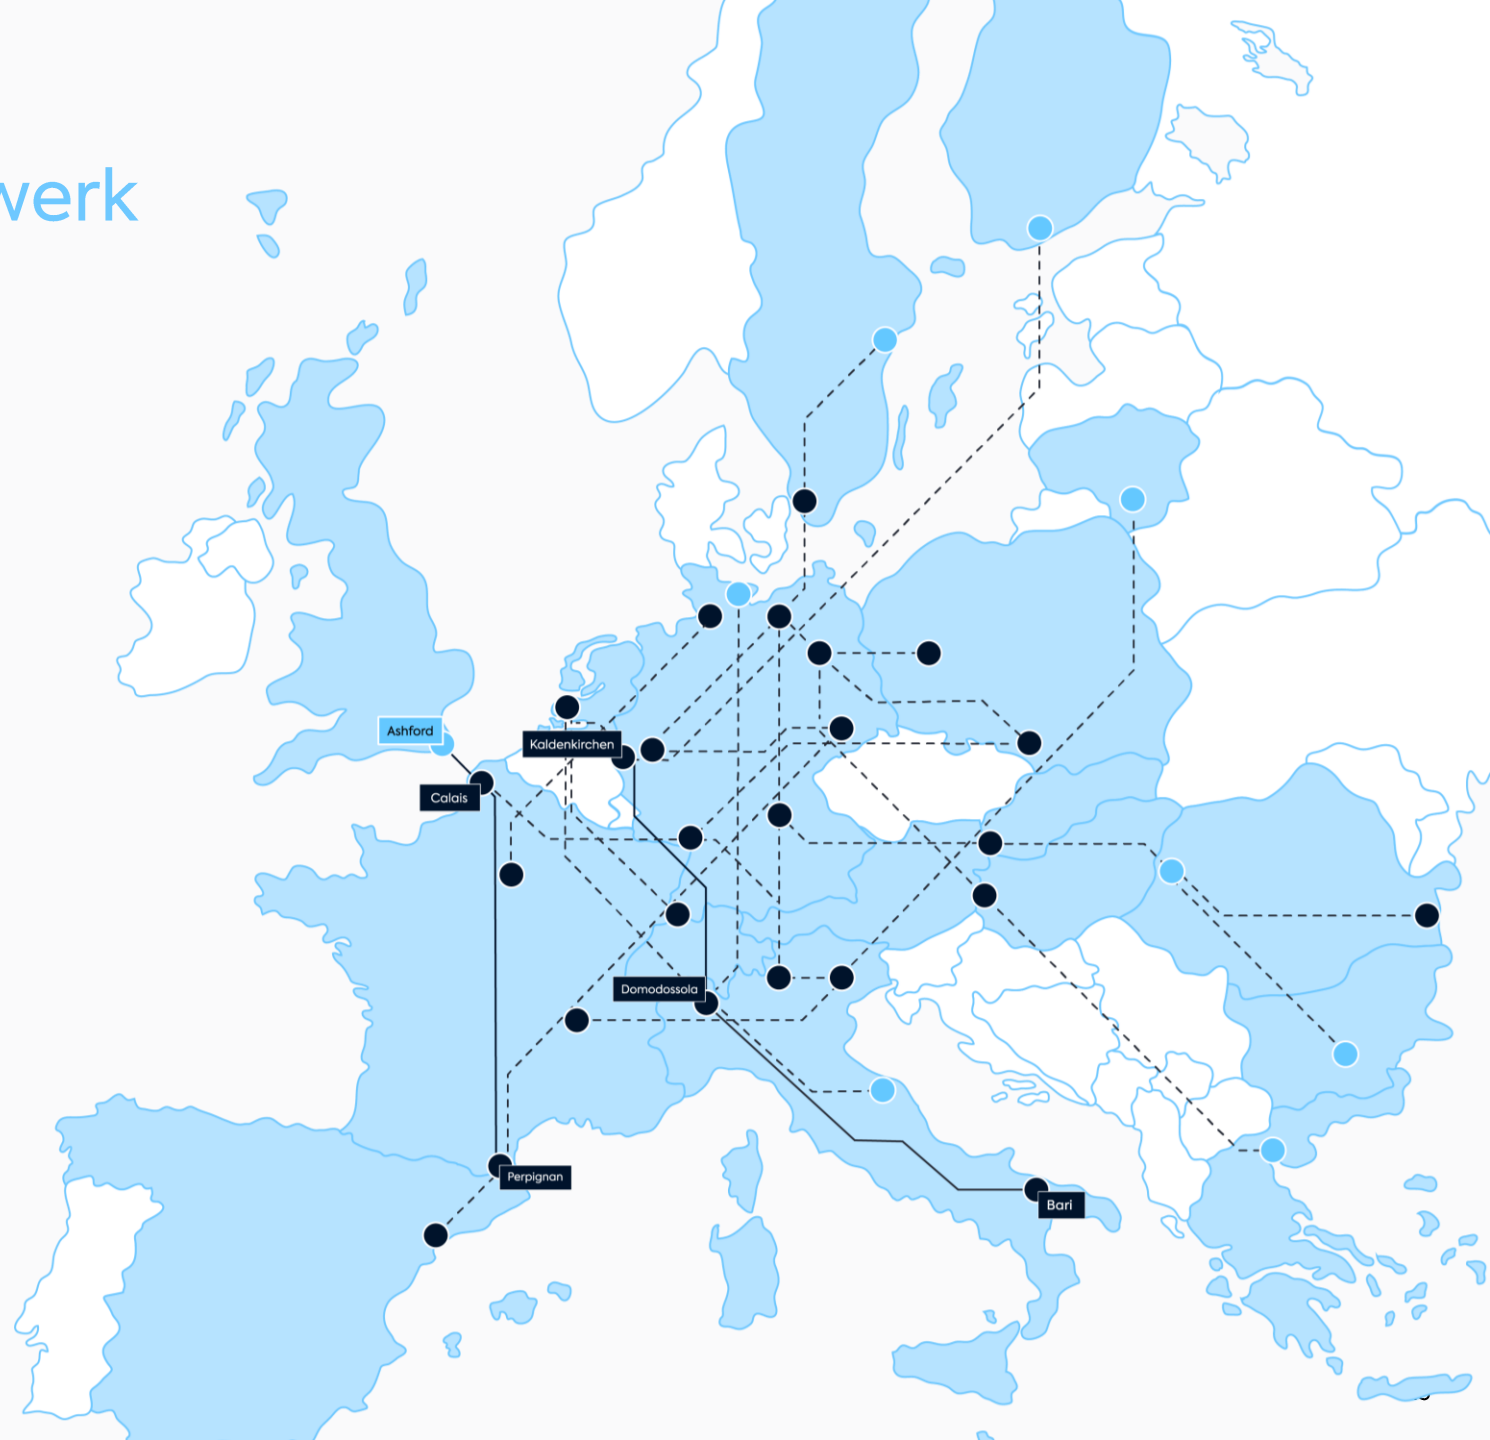 werk
Ashford
Kaldenkirchen
Calais
Domodossola
Perpignan
Bari